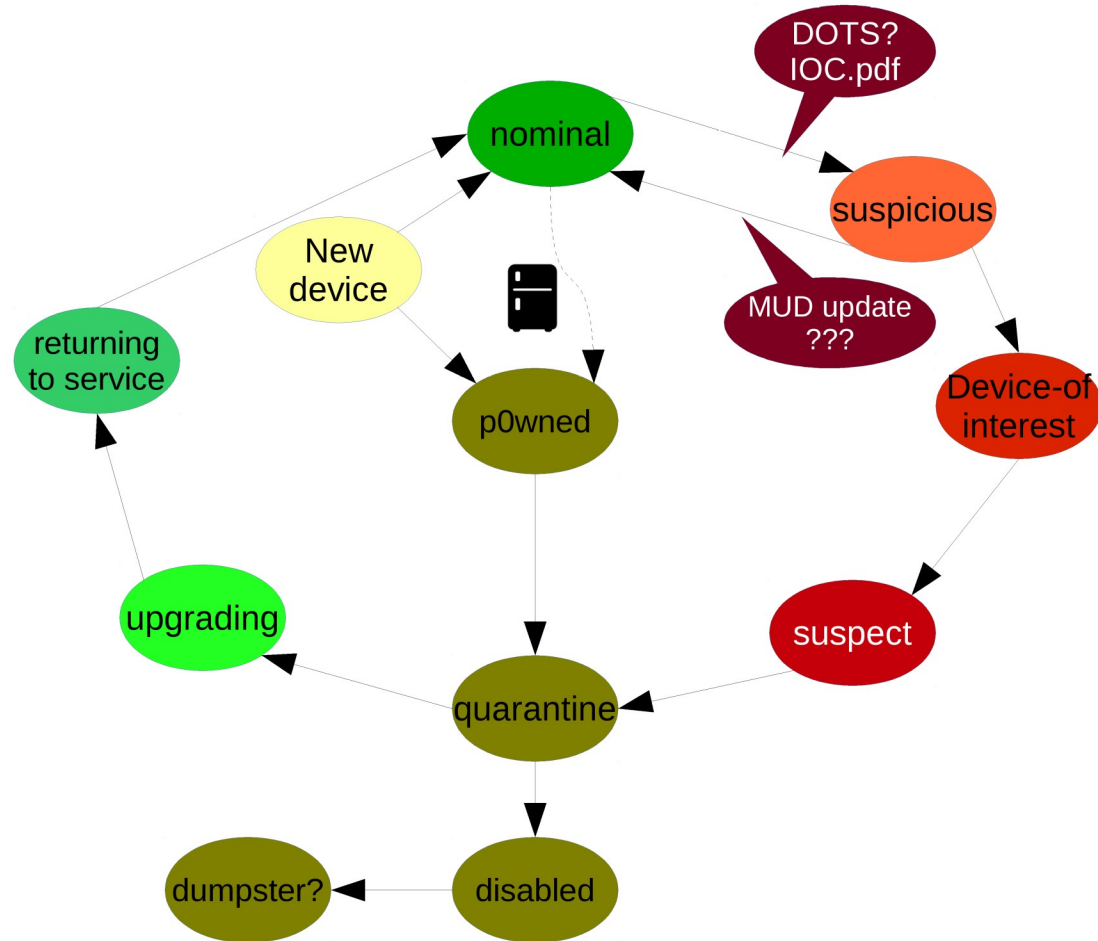 DOTS?
IOC.pdf
nominal
suspicious
New
device
MUD update
???
returning
to service
Device-of
interest
p0wned
upgrading
suspect
quarantine
dumpster?
disabled